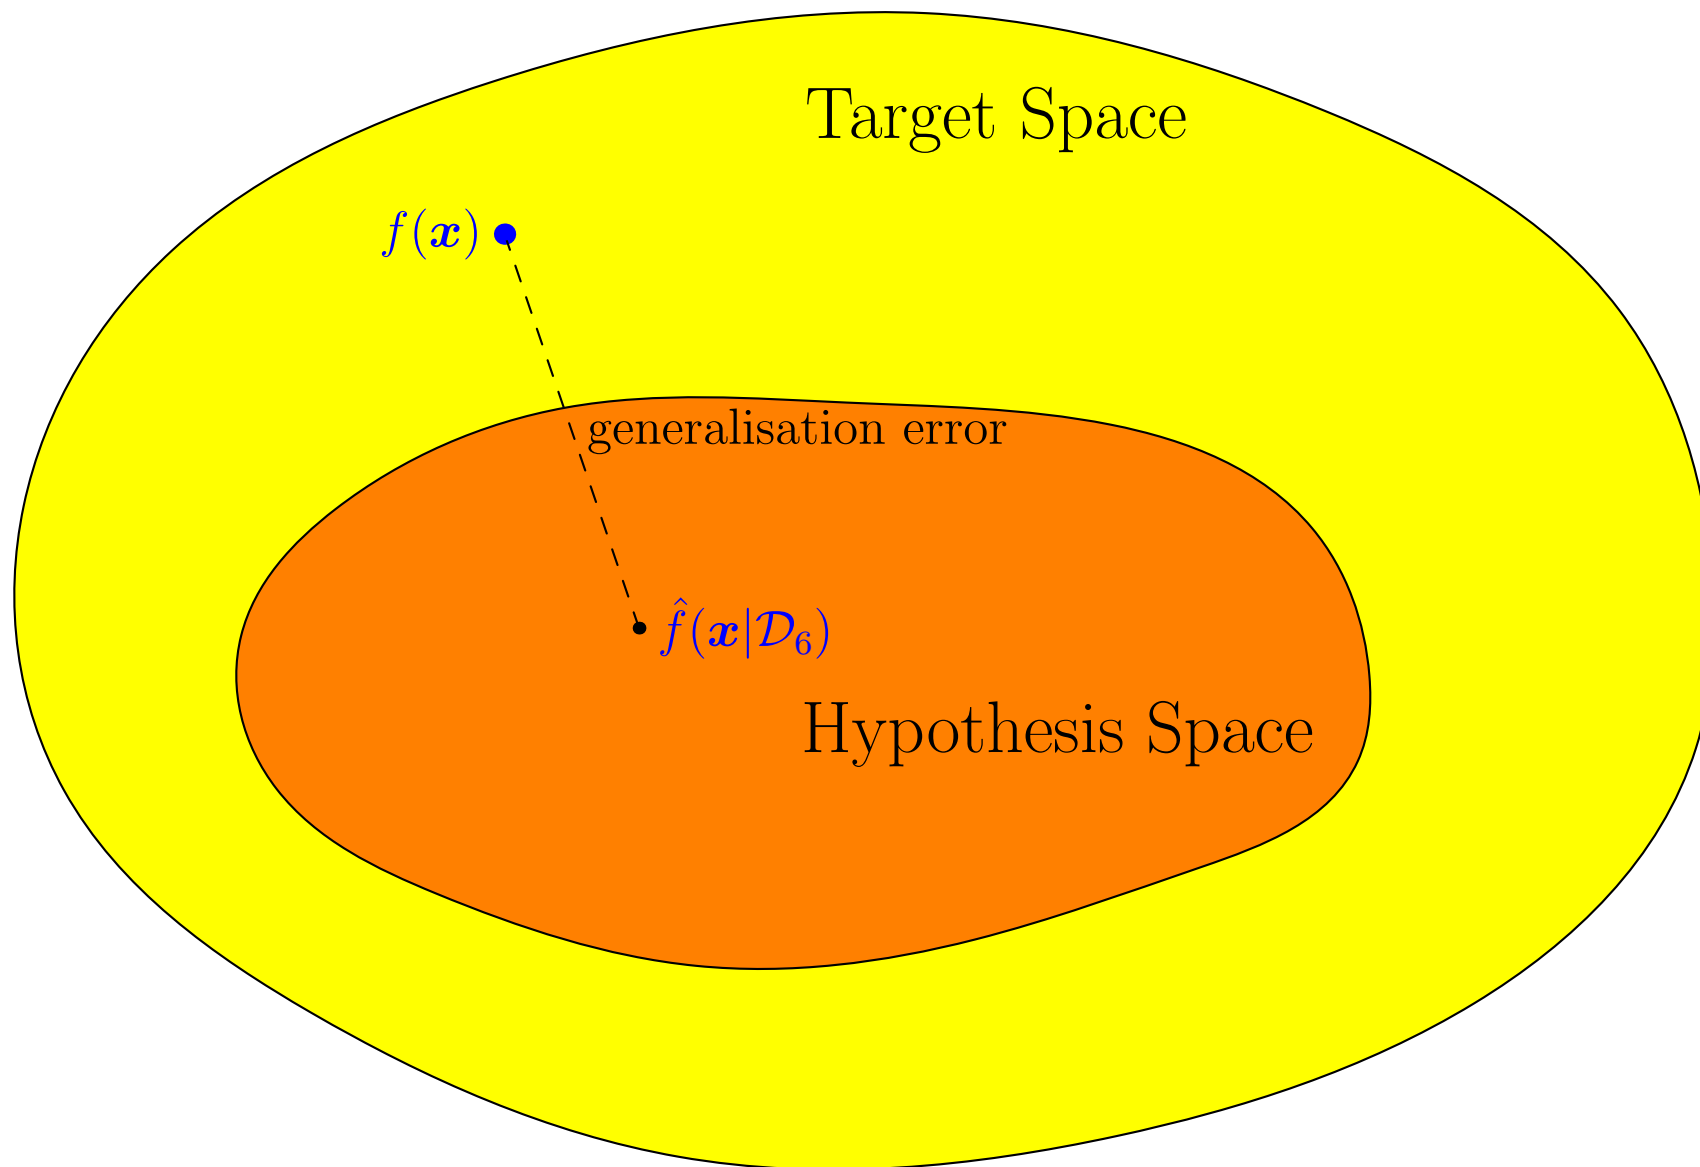 Target Space
f(x)
generalisation error
f̂(x|𝒟₆)
Hypothesis Space